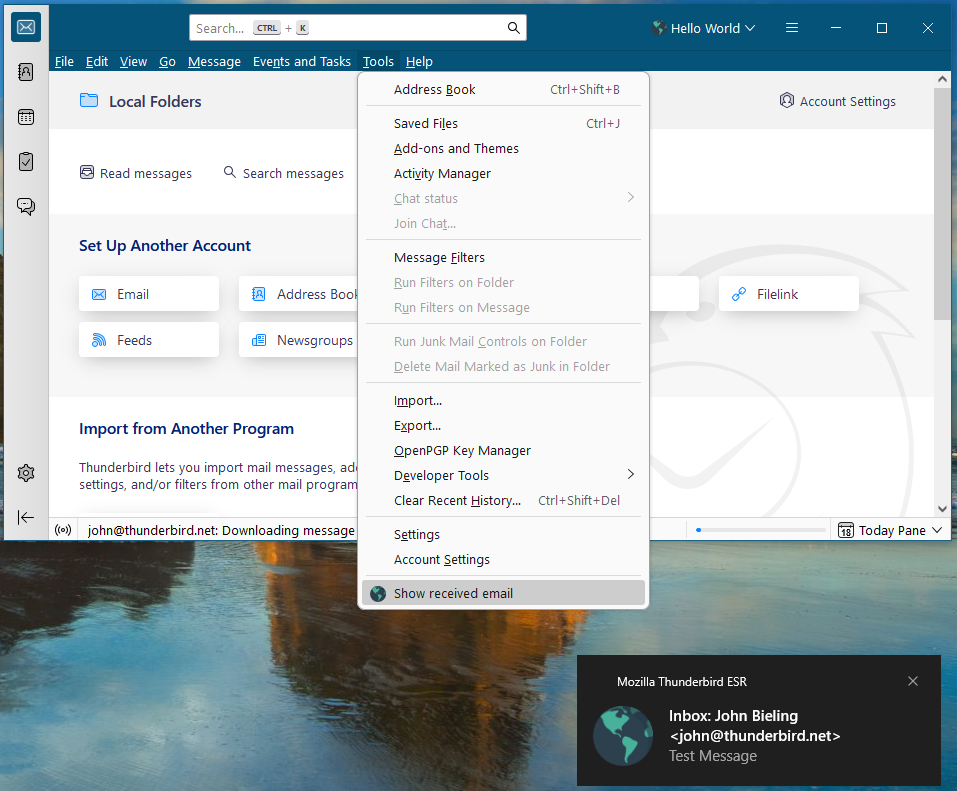 Search... CTRL + K
Hello World
File Edit View Go Message Events and Tasks Tools Help
Local Folders
Account Settings
Read messages
Search messages
Set Up Another Account
Email
Address Book
Filelink
Feeds
Newsgroups
Import from Another Program
Thunderbird lets you import mail messages,
settings, and/or filters from other mail program
john@thunderbird.net: Downloading message
18 Today Pane
Address Book Ctrl+Shift+B
Saved Files Ctrl+J
Add-ons and Themes
Activity Manager
Chat status
Join Chat...
Message Filters
Run Filters on Folder
Run Filters on Message
Run Junk Mail Controls on Folder
Delete Mail Marked as Junk in Folder
Import...
Export...
OpenPGP Key Manager
Developer Tools
Clear Recent History... Ctrl+Shift+Del
Settings
Account Settings
Show received email
Mozilla Thunderbird ESR
Inbox: John Bieling
<john@thunderbird.net>
Test Message